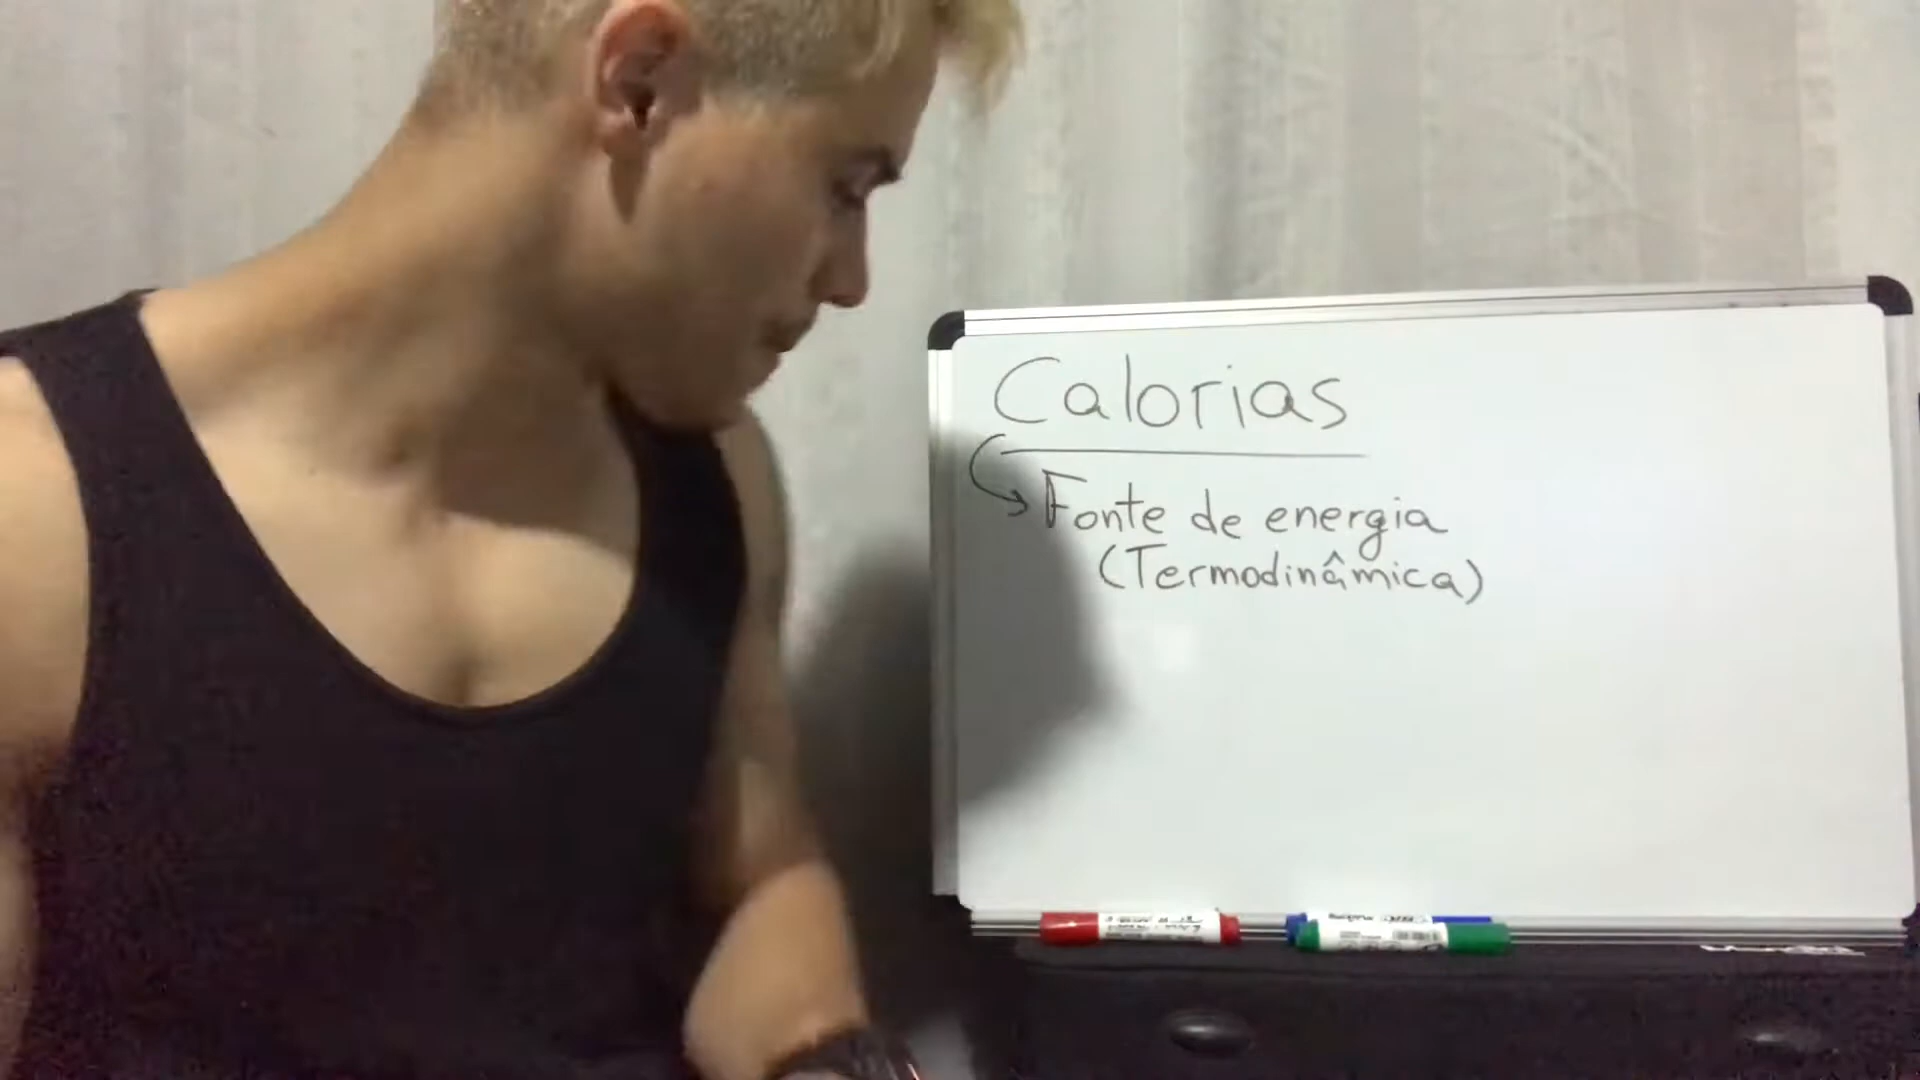 Calorias
Fonte de energia
(Termodinâmica)